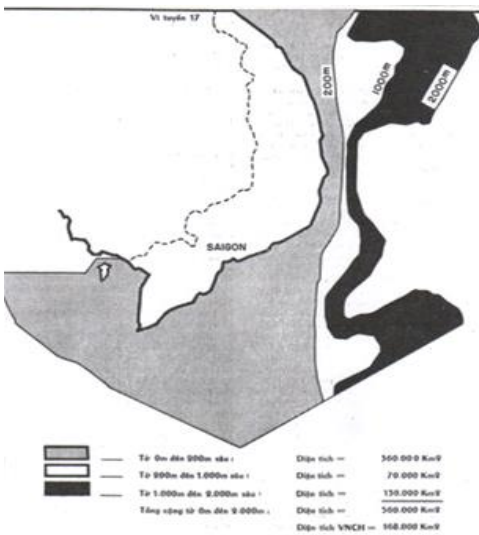 Vĩ tuyến 17
200m
1000m
2000m
SAIGON
Từ 0m đến 200m sâu : Diện tích = 360.000 Km2
Từ 200m đến 1.000m sâu : Diện tích = 70.000 Km2
Từ 1.000m đến 2.000m sâu : Diện tích = 130.000 Km2
Tổng cộng từ 0m đến 2.000m : Diện tích = 560.000 Km2
Diện tích VNCH = 168.000 Km2